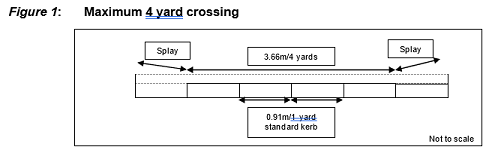 Figure 1: Maximum 4 yard crossing
Splay
3.66m/4 yards
Splay
0.91m/1 yard
standard kerb
Not to scale